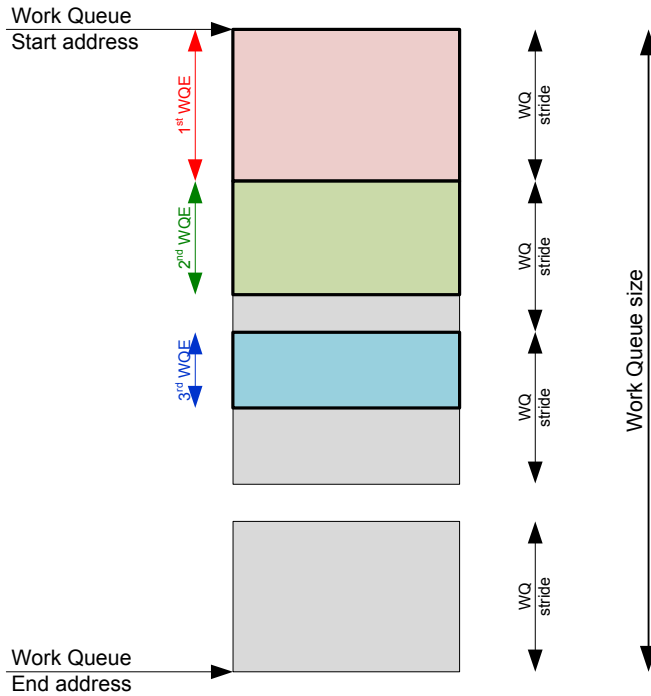 Work Queue
Start address
1st WQE
WQ
stride
2nd WQE
WQ
stride
3rd WQE
WQ
stride
Work Queue size
WQ
stride
Work Queue
End address